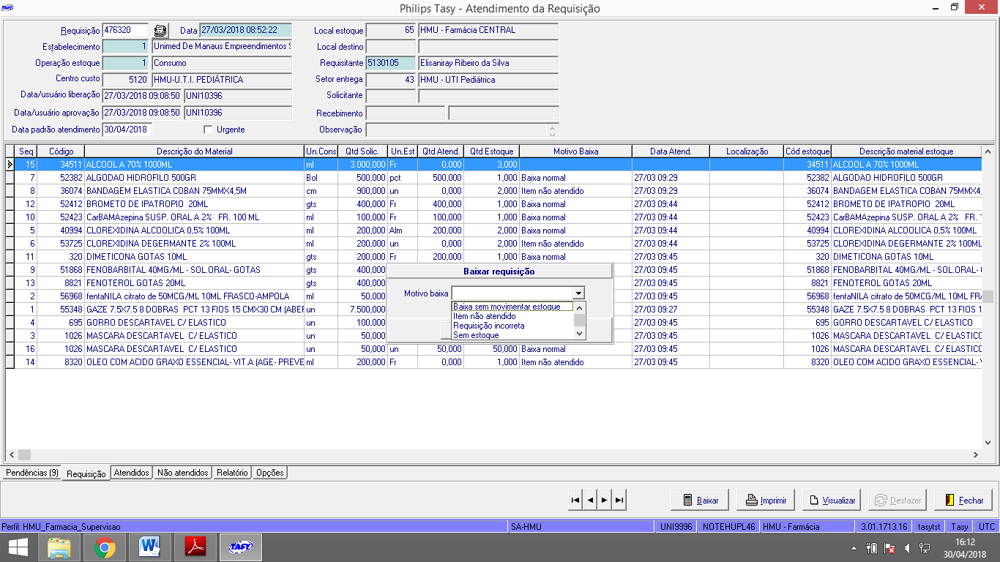 TASY Philips Tasy - Atendimento da Requisição
Requisição 476320 Data 27/03/2018 08:52:22 Local estoque 65 HMU - Farmácia CENTRAL
Estabelecimento 1 Unimed De Manaus Empreendimentos S Local destino
Operação estoque 1 Consumo Requisitante 5130105 Elisaniray Ribeiro da Silva
Centro custo 5120 HMU-U.T.I. PEDIÁTRICA Setor entrega 43 HMU - UTI Pediátrica
Data/usuário liberação 27/03/2018 09:08:50 UNI10396 Solicitante
Data/usuário aprovação 27/03/2018 09:08:50 UNI10396 Recebimento
Data padrão atendimento 30/04/2018 Urgente Observação
Seq Código Descrição do Material Un.Cons Qtd Solic. Un.Est Qtd Atend. Qtd Estoque Motivo Baixa Data Atend. Localização Cód estoque Descrição material estoque
15 34511 ALCOOL A 70% 1000ML ml 3.000,000 Fr 0,000 3,000 34511 ALCOOL A 70% 1000ML
7 52382 ALGODAO HIDROFILO 500GR Bol 500,000 pct 500,000 1,000 Baixa normal 27/03 09:29 52382 ALGODAO HIDROFILO 500GR
8 36074 BANDAGEM ELASTICA COBAN 75MMX4,5M cm 900,000 un 0,000 2,000 Item não atendido 27/03 09:29 36074 BANDAGEM ELASTICA COBAN 75MMX4,
12 52412 BROMETO DE IPATROPIO 20ML gts 400,000 Fr 400,000 1,000 Baixa normal 27/03 09:44 52412 BROMETO DE IPATROPIO 20ML
10 52423 CarBAMAzepina SUSP. ORAL A 2% FR. 100 ML ml 100,000 Fr 100,000 1,000 Baixa normal 27/03 09:44 52423 CarBAMAzepina SUSP. ORAL A 2% FR. 1
5 40994 CLOREXIDINA ALCOOLICA 0,5% 100ML ml 200,000 Alm 200,000 2,000 Baixa normal 27/03 09:44 40994 CLOREXIDINA ALCOOLICA 0,5% 100ML
6 53725 CLOREXIDINA DEGERMANTE 2% 100ML ml 200,000 un 0,000 2,000 Item não atendido 27/03 09:44 53725 CLOREXIDINA DEGERMANTE 2% 100ML
11 320 DIMETICONA GOTAS 10ML gts 200,000 Fr 200,000 1,000 Baixa normal 27/03 09:45 320 DIMETICONA GOTAS 10ML
9 51868 FENOBARBITAL 40MG/ML - SOL.ORAL- GOTAS gts 400,000 27/03 09:45 51868 FENOBARBITAL 40MG/ML - SOL.ORAL- G
13 8821 FENOTEROL GOTAS 20ML gts 400,000 27/03 09:45 8821 FENOTEROL GOTAS 20ML
2 56968 fentaNILA citrato de 50MCG/ML 10ML FRASCO-AMPOLA ml 50,000 27/03 09:45 56968 fentaNILA citrato de 50MCG/ML 10ML FR
1 55348 GAZE 7.5X7.5 8 DOBRAS PCT 13 FIOS 15 CMX30 CM (ABER un 7.500,000 27/03 09:27 55348 GAZE 7.5X7.5 8 DOBRAS PCT 13 FIOS 1
4 695 GORRO DESCARTAVEL C/ ELASTICO un 100,000 27/03 09:45 695 GORRO DESCARTAVEL C/ ELASTICO
3 1026 MASCARA DESCARTAVEL C/ ELASTICO un 50,000 27/03 09:45 1026 MASCARA DESCARTAVEL C/ ELASTICO
16 1026 MASCARA DESCARTAVEL C/ ELASTICO un 50,000 un 50,000 50,000 Baixa normal 27/03 09:45 1026 MASCARA DESCARTAVEL C/ ELASTICO
14 8320 OLEO COM ACIDO GRAXO ESSENCIAL- VIT.A (AGE- PREVE ml 200,000 Fr 0,000 1,000 Item não atendido 27/03 09:45 8320 OLEO COM ACIDO GRAXO ESSENCIAL- V
Baixar requisição
Motivo baixa
Baixa sem movimentar estoque
Item não atendido
Requisição incorreta
Sem estoque
Pendências (9) Requisição Atendidos Não atendidos Relatório Opções
Baixar Imprimir Visualizar Desfazer Fechar
Perfil: HMU_Farmacia_Supervisao SA-HMU UNI9996 NOTEHUPL46 HMU - Farmácia 3.01.1713.16 tasytst Tasy UTC
TASY
16:12
30/04/2018